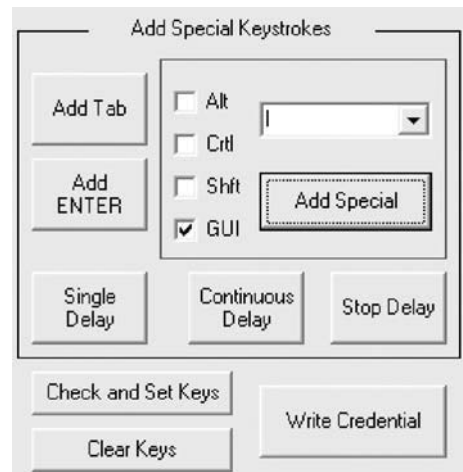 Add Special Keystrokes
Add Tab
Add
ENTER
Alt
Crtl
Shft
GUI
l
Add Special
Single
Delay
Continuous
Delay
Stop Delay
Check and Set Keys
Clear Keys
Write Credential